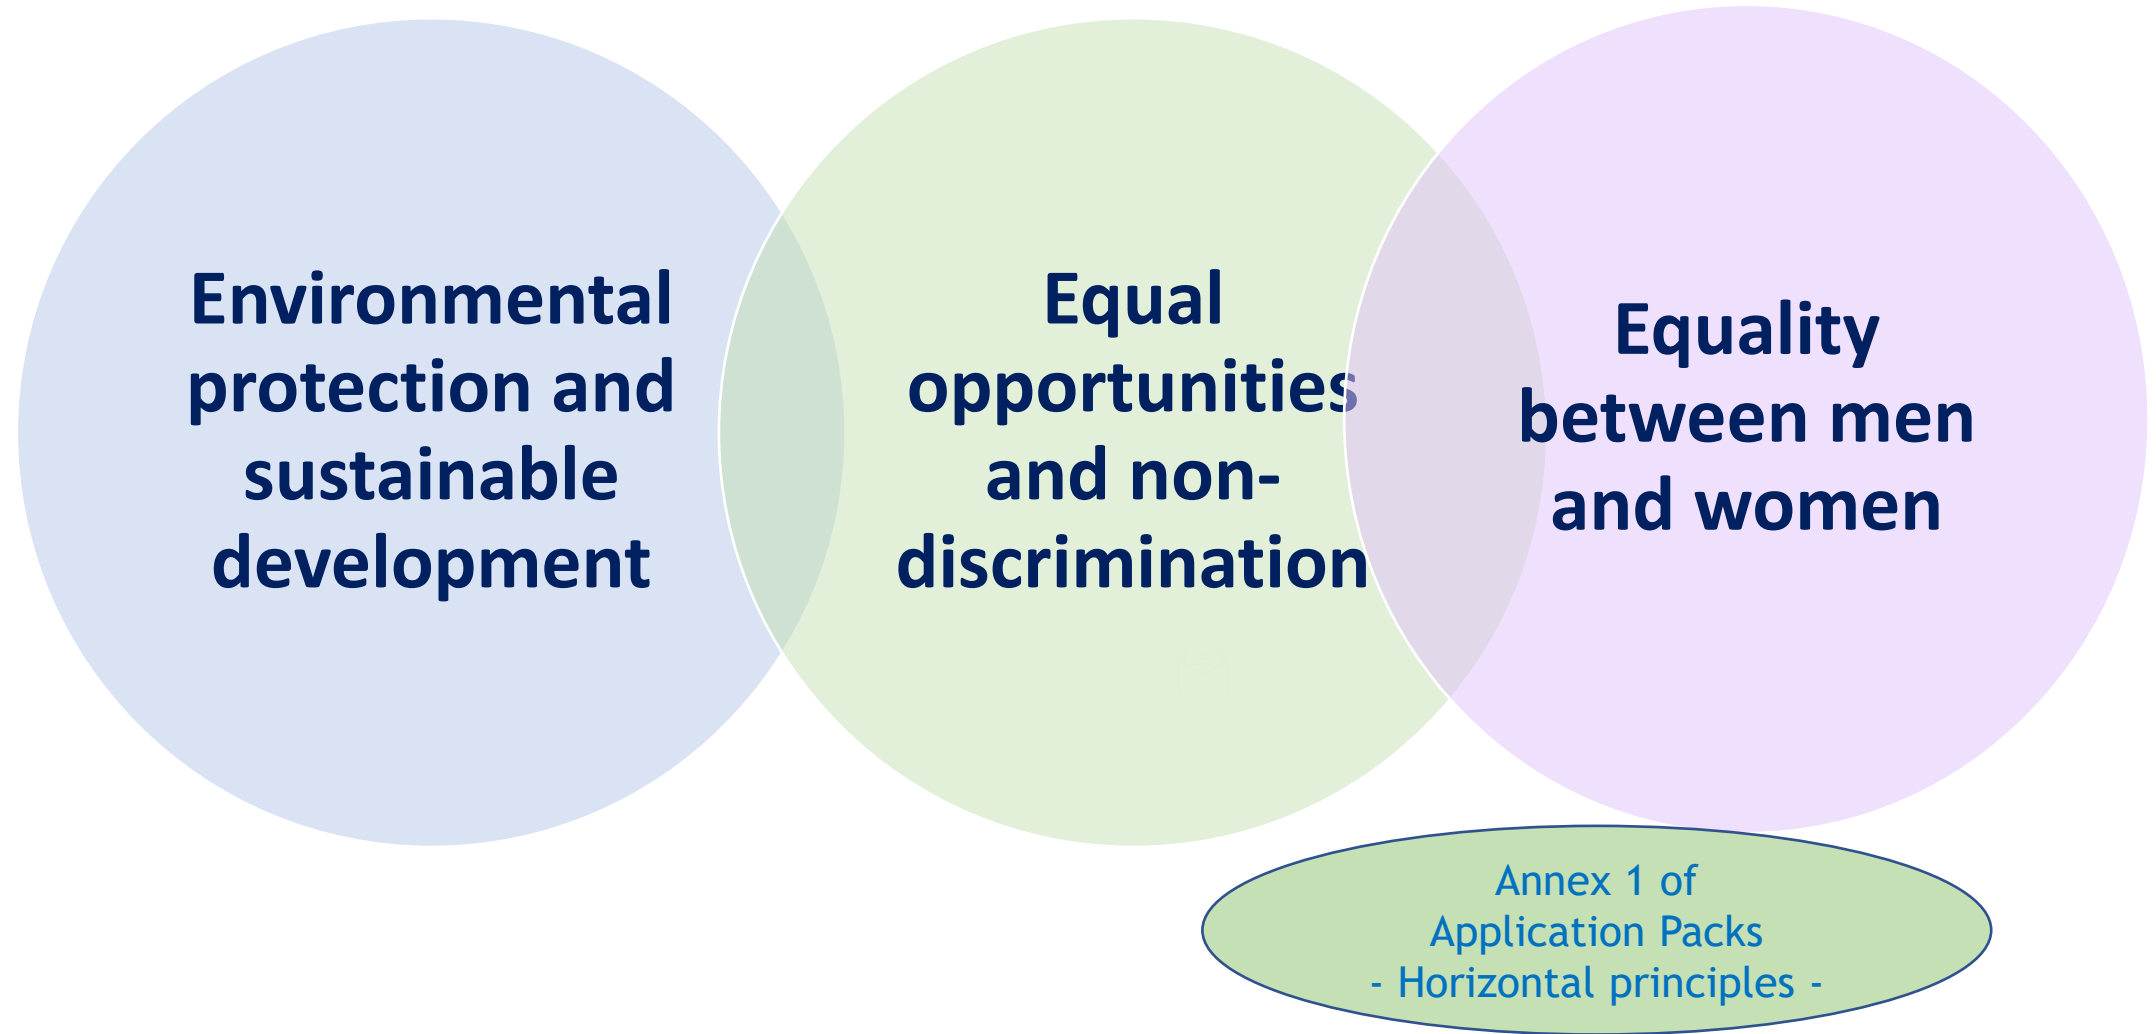 Environmental
protection and
sustainable
development
Equal
opportunities
and non-
discrimination
Equality
between men
and women
Annex 1 of
Application Packs
- Horizontal principles -